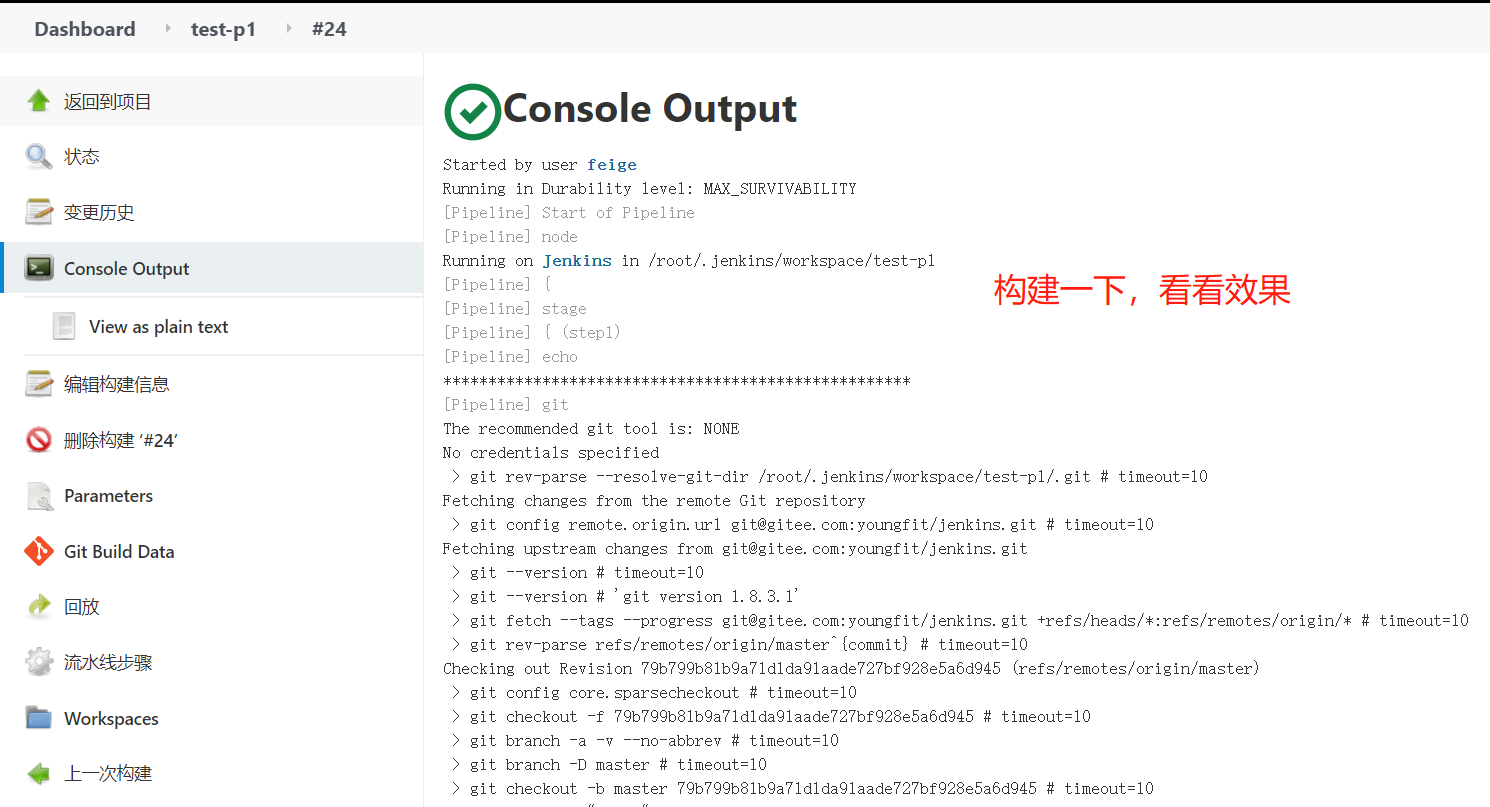 Dashboard test-p1 #24
返回到项目
状态
变更历史
Console Output
View as plain text
编辑构建信息
删除构建 ‘#24’
Parameters
Git Build Data
回放
流水线步骤
Workspaces
上一次构建
Console Output
Started by user feige
Running in Durability level: MAX_SURVIVABILITY
[Pipeline] Start of Pipeline
[Pipeline] node
Running on Jenkins in /root/.jenkins/workspace/test-p1
[Pipeline] {
[Pipeline] stage
[Pipeline] { (step1)
[Pipeline] echo
****************************************************
[Pipeline] git
The recommended git tool is: NONE
No credentials specified
> git rev-parse --resolve-git-dir /root/.jenkins/workspace/test-p1/.git # timeout=10
Fetching changes from the remote Git repository
> git config remote.origin.url git@gitee.com:youngfit/jenkins.git # timeout=10
Fetching upstream changes from git@gitee.com:youngfit/jenkins.git
> git --version # timeout=10
> git --version # 'git version 1.8.3.1'
> git fetch --tags --progress git@gitee.com:youngfit/jenkins.git +refs/heads/*:refs/remotes/origin/* # timeout=10
> git rev-parse refs/remotes/origin/master^{commit} # timeout=10
Checking out Revision 79b799b81b9a71d1da91aade727bf928e5a6d945 (refs/remotes/origin/master)
> git config core.sparsecheckout # timeout=10
> git checkout -f 79b799b81b9a71d1da91aade727bf928e5a6d945 # timeout=10
> git branch -a -v --no-abbrev # timeout=10
> git branch -D master # timeout=10
> git checkout -b master 79b799b81b9a71d1da91aade727bf928e5a6d945 # timeout=10
构建一下，看看效果